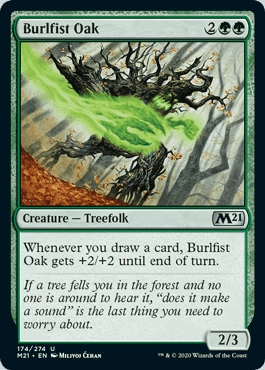 Burlfist Oak 2
Creature — Treefolk M21
Whenever you draw a card, Burlfist
Oak gets +2/+2 until end of turn.
If a tree fells you in the forest and no
one is around to hear it, “does it make
a sound” is the last thing you need to
worry about.
2/3
174/274 U
M21 • EN MILIVOJ ĆERAN
™ & © 2020 Wizards of the Coast